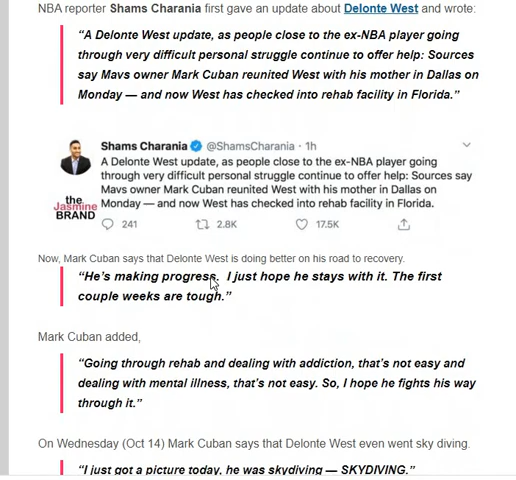 NBA reporter Shams Charania first gave an update about Delonte West and wrote:
“A Delonte West update, as people close to the ex-NBA player going
through very difficult personal struggle continue to offer help: Sources
say Mavs owner Mark Cuban reunited West with his mother in Dallas on
Monday — and now West has checked into rehab facility in Florida.”
Shams Charania @ShamsCharania · 1h
A Delonte West update, as people close to the ex-NBA player going
through very difficult personal struggle continue to offer help: Sources say
Mavs owner Mark Cuban reunited West with his mother in Dallas on
Monday — and now West has checked into rehab facility in Florida.
the
Jasmine
BRAND
241 2.8K 17.5K
Now, Mark Cuban says that Delonte West is doing better on his road to recovery.
“He’s making progress. I just hope he stays with it. The first
couple weeks are tough.”
Mark Cuban added,
“Going through rehab and dealing with addiction, that’s not easy and
dealing with mental illness, that’s not easy. So, I hope he fights his way
through it.”
On Wednesday (Oct 14) Mark Cuban says that Delonte West even went sky diving.
“I just got a picture today, he was skydiving — SKYDIVING.”